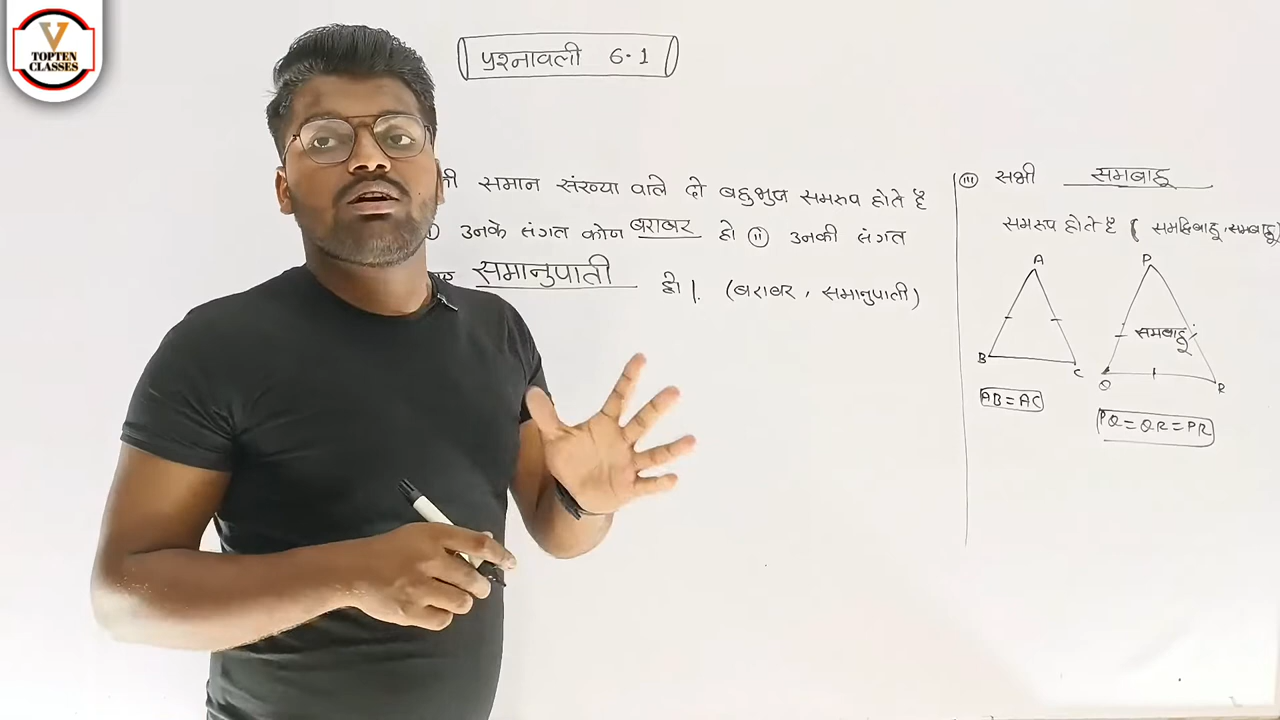 V
TOPTEN
CLASSES
प्रश्नावली 6.1
समान संख्या वाले दो बहुभुज समरुप होते है
उनके संगत कोण बराबर हो (ii) उनकी संगत
समानुपाती हो। (बराबर, समानुपाती)
(iii) सभी समबाहू
समरुप होते है ( समद्विबाहू, समबाहू)
A
B
C
AB = AC
P
समबाहू
Q
R
PQ = QR = PR